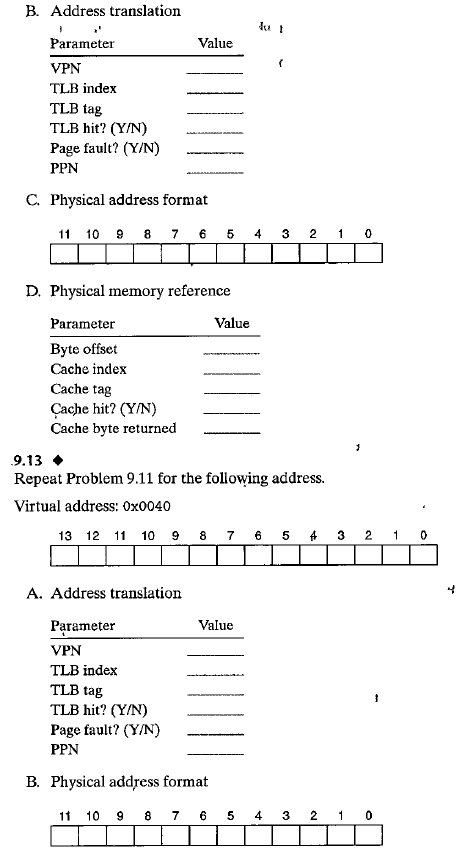 B. Address translation
Parameter Value
VPN
TLB index
TLB tag
TLB hit? (Y/N)
Page fault? (Y/N)
PPN
C. Physical address format
11 10 9 8 7 6 5 4 3 2 1 0
D. Physical memory reference
Parameter Value
Byte offset
Cache index
Cache tag
Cache hit? (Y/N)
Cache byte returned
9.13 ◆
Repeat Problem 9.11 for the following address.
Virtual address: 0x0040
13 12 11 10 9 8 7 6 5 4 3 2 1 0
A. Address translation
Parameter Value
VPN
TLB index
TLB tag
TLB hit? (Y/N)
Page fault? (Y/N)
PPN
B. Physical address format
11 10 9 8 7 6 5 4 3 2 1 0